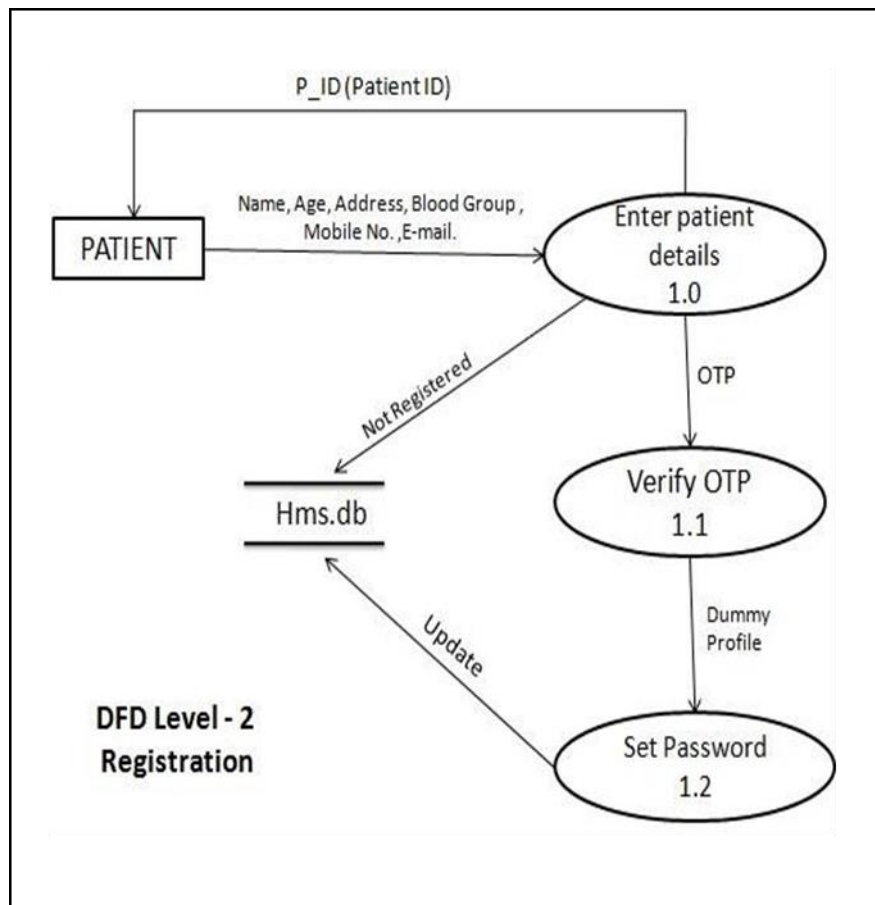 P_ID (Patient ID)
Name, Age, Address, Blood Group ,
Mobile No. ,E-mail.
PATIENT
Enter patient
details
1.0
Not Registered
OTP
Hms.db
Verify OTP
1.1
Update
Dummy
Profile
DFD Level - 2
Registration
Set Password
1.2